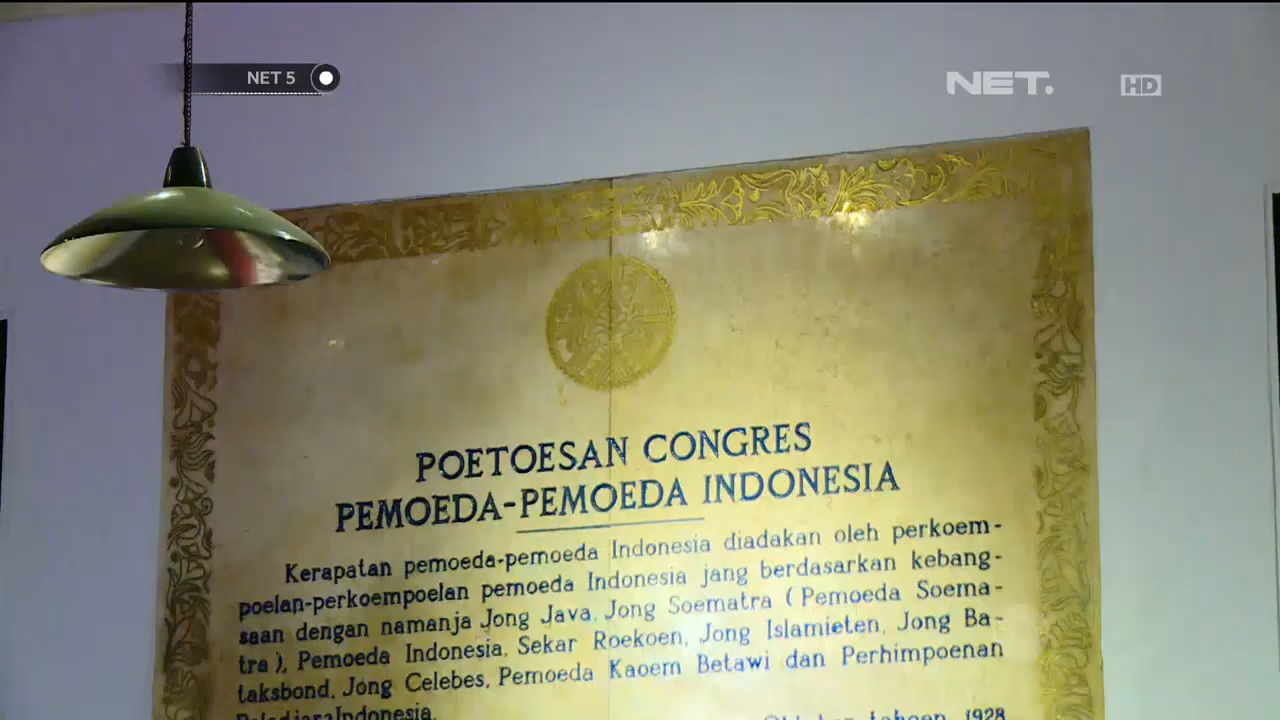 NET 5
NET.
HD
POETOESAN CONGRES
PEMOEDA-PEMOEDA INDONESIA
Kerapatan pemoeda-pemoeda Indonesia diadakan oleh perkoem-
poelan-perkoempoelan pemoeda Indonesia jang berdasarkan kebang-
saan dengan namanja Jong Java, Jong Soematra (Pemoeda Soema-
tra), Pemoeda Indonesia, Sekar Roekoen, Jong Islamieten, Jong Ba-
taksbond, Jong Celebes, Pemoeda Kaoem Betawi dan Perhimpoenan
PeladjaraIndonesia.
Oktober tahoen 1928